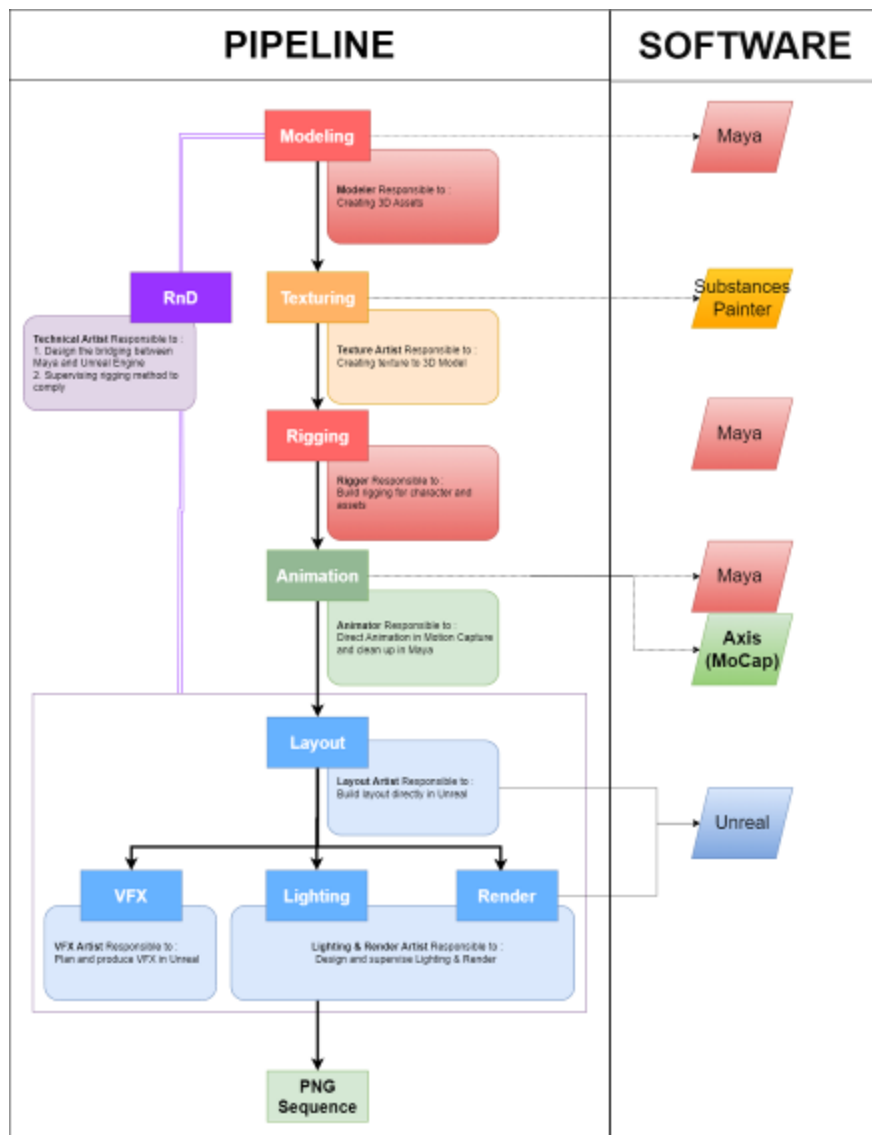 PIPELINE
SOFTWARE
Modeling
Maya
Modeler Responsible to :
Creating 3D Assets
RnD
Texturing
Substances
Painter
Technical Artist Responsible to :
1. Design the bridging between
Maya and Unreal Engine
2. Supervising rigging method to
comply
Texture Artist Responsible to :
Creating texture to 3D Model
Rigging
Maya
Rigger Responsible to :
Build rigging for character and
assets
Animation
Maya
Animator Responsible to :
Direct Animation in Motion Capture
and clean up in Maya
Axis
(MoCap)
Layout
Layout Artist Responsible to :
Build layout directly in Unreal
Unreal
VFX
Lighting
Render
VFX Artist Responsible to :
Plan and produce VFX in Unreal
Lighting & Render Artist Responsible to :
Design and supervise Lighting & Render
PNG
Sequence